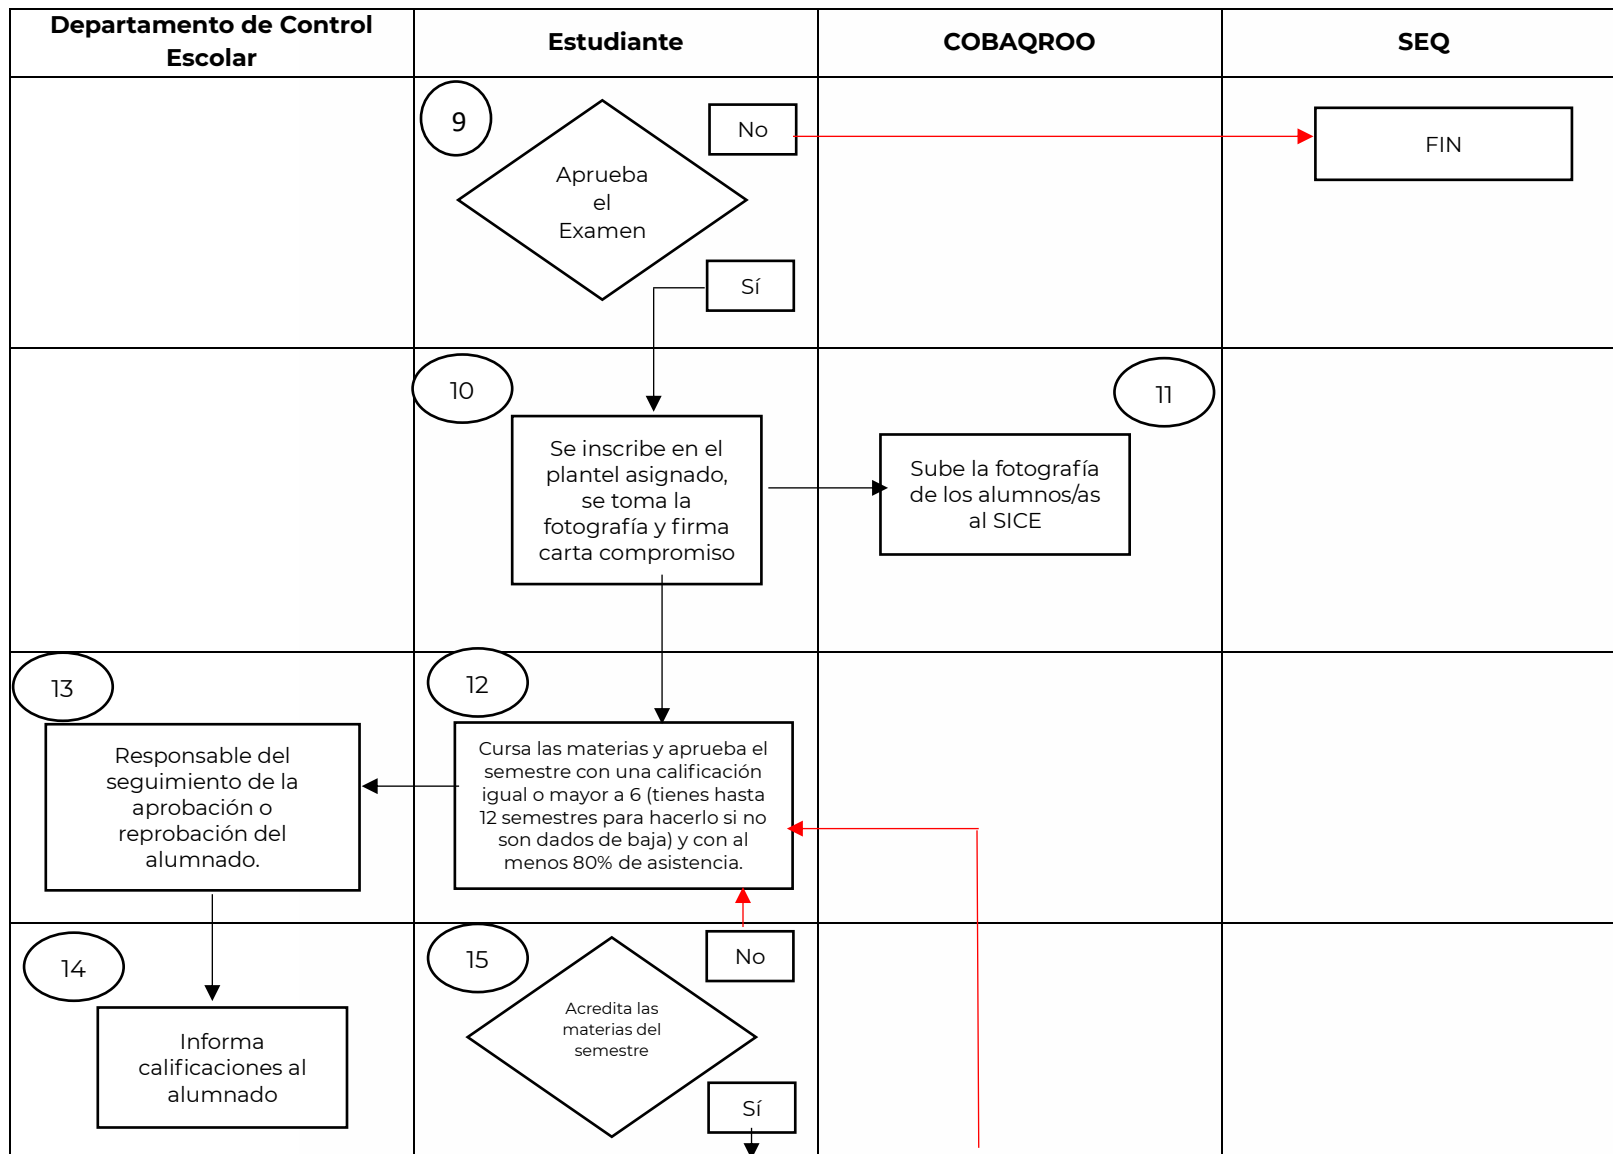 Departamento de Control
Escolar
Estudiante
COBAQROO
SEQ
9
No
Aprueba
el
Examen
Sí
FIN
10
Se inscribe en el
plantel asignado,
se toma la
fotografía y firma
carta compromiso
11
Sube la fotografía
de los alumnos/as
al SICE
13
Responsable del
seguimiento de la
aprobación o
reprobación del
alumnado.
12
Cursa las materias y aprueba el
semestre con una calificación
igual o mayor a 6 (tienes hasta
12 semestres para hacerlo si no
son dados de baja) y con al
menos 80% de asistencia.
14
Informa
calificaciones al
alumnado
15
No
Acredita las
materias del
semestre
Sí